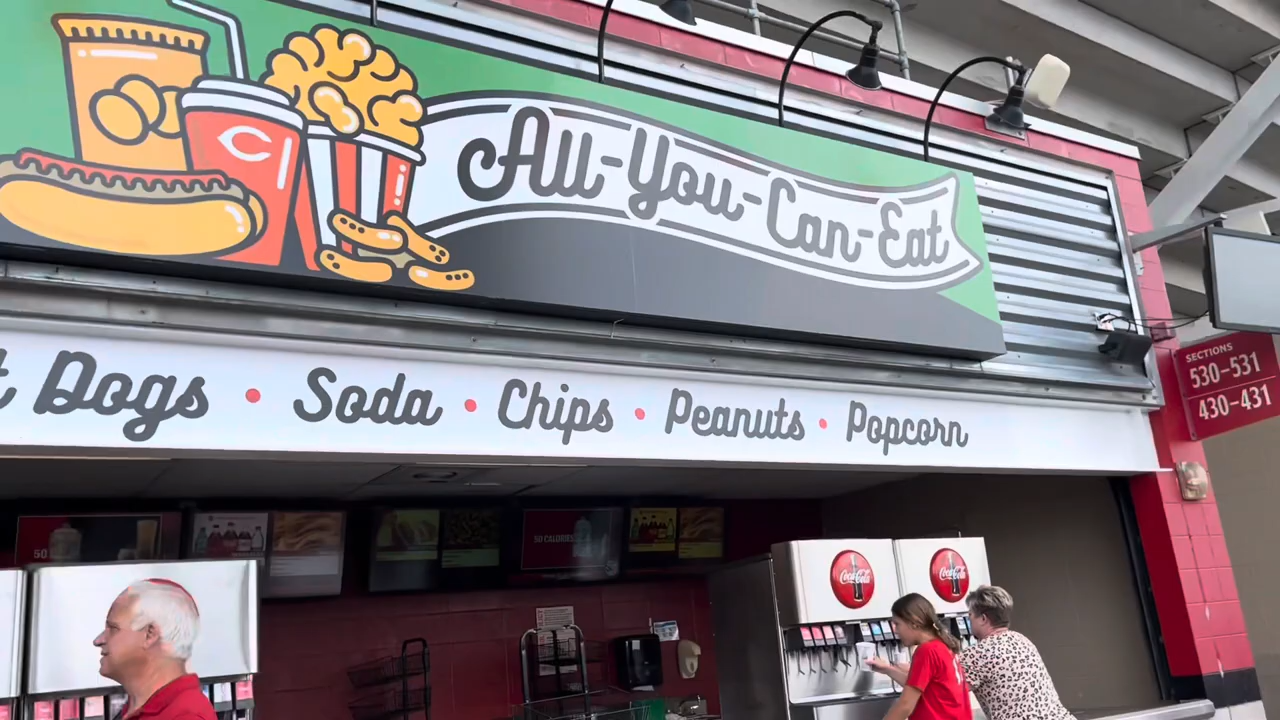 C
All-You-Can-Eat
Dogs • Soda • Chips • Peanuts • Popcorn
SECTIONS
530-531
430-431
50
50 CALORIES
Coca-Cola
Coca-Cola